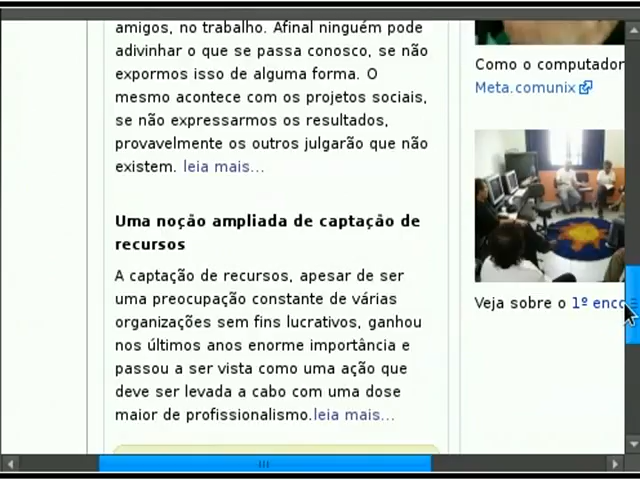 amigos, no trabalho. Afinal ninguém pode
adivinhar o que se passa conosco, se não
expormos isso de alguma forma. O
mesmo acontece com os projetos sociais,
se não expressarmos os resultados,
provavelmente os outros julgarão que não
existem. leia mais...
Uma noção ampliada de captação de
recursos
A captação de recursos, apesar de ser
uma preocupação constante de várias
organizações sem fins lucrativos, ganhou
nos últimos anos enorme importância e
passou a ser vista como uma ação que
deve ser levada a cabo com uma dose
maior de profissionalismo.leia mais...
Como o computador
Meta.comunix
Veja sobre o 1º enco